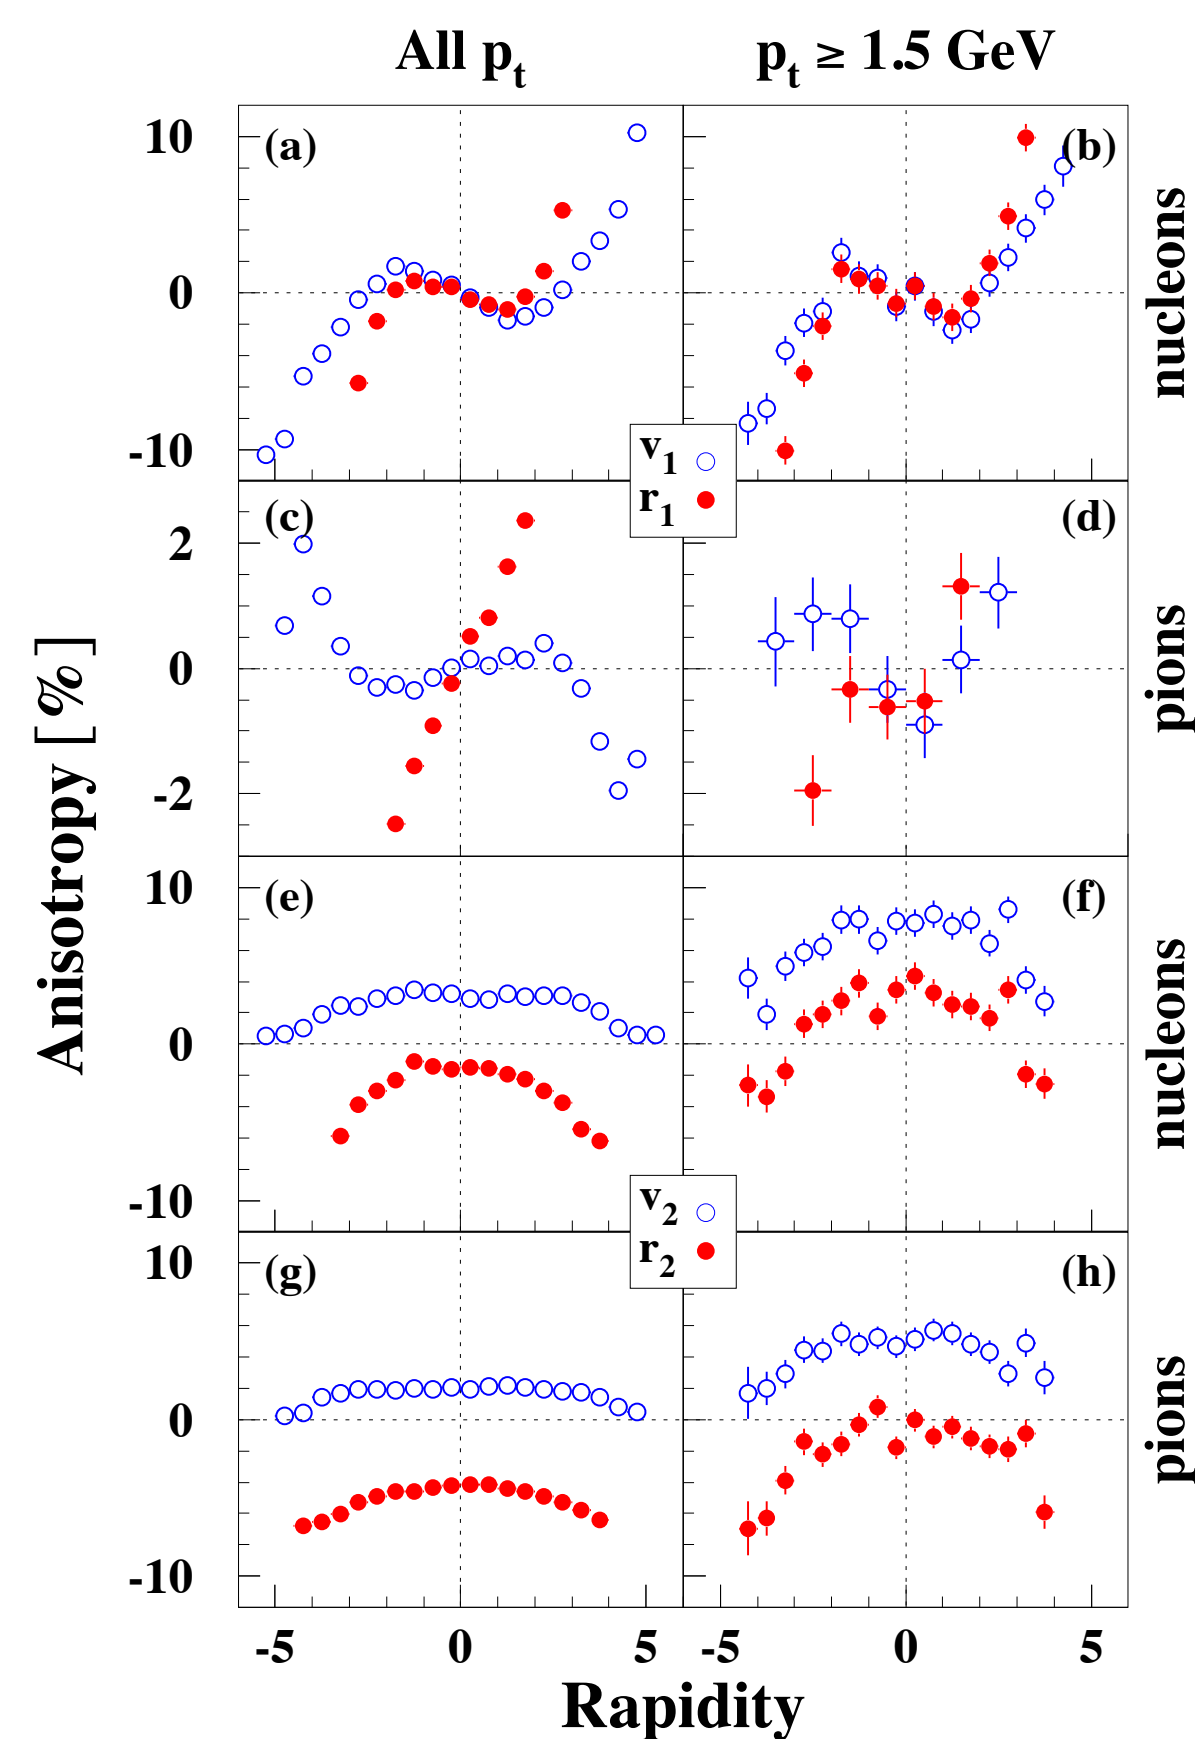 All pt
pt ≥ 1.5 GeV
10
0
-10
(a)
(b)
nucleons
v1
r1
2
0
-2
(c)
(d)
pions
Anisotropy [%]
10
0
-10
(e)
(f)
nucleons
v2
r2
10
0
-10
(g)
(h)
pions
-5 0 5
-5 0 5
Rapidity